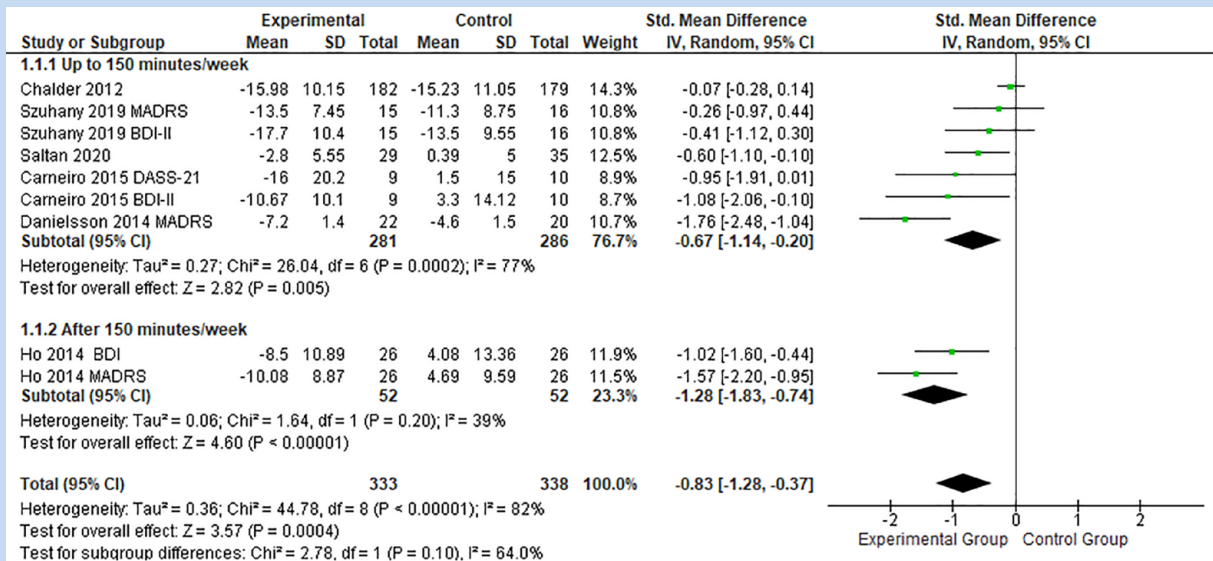 Experimental Control Std. Mean Difference Std. Mean Difference
Study or Subgroup Mean SD Total Mean SD Total Weight IV, Random, 95% CI IV, Random, 95% CI
1.1.1 Up to 150 minutes/week
Chalder 2012 -15.98 10.15 182 -15.23 11.05 179 14.3% -0.07 [-0.28, 0.14]
Szuhany 2019 MADRS -13.5 7.45 15 -11.3 8.75 16 10.8% -0.26 [-0.97, 0.44]
Szuhany 2019 BDI-II -17.7 10.4 15 -13.5 9.55 16 10.8% -0.41 [-1.12, 0.30]
Saltan 2020 -2.8 5.55 29 0.39 5 35 12.5% -0.60 [-1.10, -0.10]
Carneiro 2015 DASS-21 -16 20.2 9 1.5 15 10 8.9% -0.95 [-1.91, 0.01]
Carneiro 2015 BDI-II -10.67 10.1 9 3.3 14.12 10 8.7% -1.08 [-2.06, -0.10]
Danielsson 2014 MADRS -7.2 1.4 22 -4.6 1.5 20 10.7% -1.76 [-2.48, -1.04]
Subtotal (95% CI) 281 286 76.7% -0.67 [-1.14, -0.20]
Heterogeneity: Tau² = 0.27; Chi² = 26.04, df = 6 (P = 0.0002); I² = 77%
Test for overall effect: Z = 2.82 (P = 0.005)
1.1.2 After 150 minutes/week
Ho 2014 BDI -8.5 10.89 26 4.08 13.36 26 11.9% -1.02 [-1.60, -0.44]
Ho 2014 MADRS -10.08 8.87 26 4.69 9.59 26 11.5% -1.57 [-2.20, -0.95]
Subtotal (95% CI) 52 52 23.3% -1.28 [-1.83, -0.74]
Heterogeneity: Tau² = 0.06; Chi² = 1.64, df = 1 (P = 0.20); I² = 39%
Test for overall effect: Z = 4.60 (P < 0.00001)
Total (95% CI) 333 338 100.0% -0.83 [-1.28, -0.37]
Heterogeneity: Tau² = 0.36; Chi² = 44.78, df = 8 (P < 0.00001); I² = 82%
Test for overall effect: Z = 3.57 (P = 0.0004)
Test for subgroup differences: Chi² = 2.78, df = 1 (P = 0.10), I² = 64.0%
-2 -1 0 1 2
Experimental Group Control Group